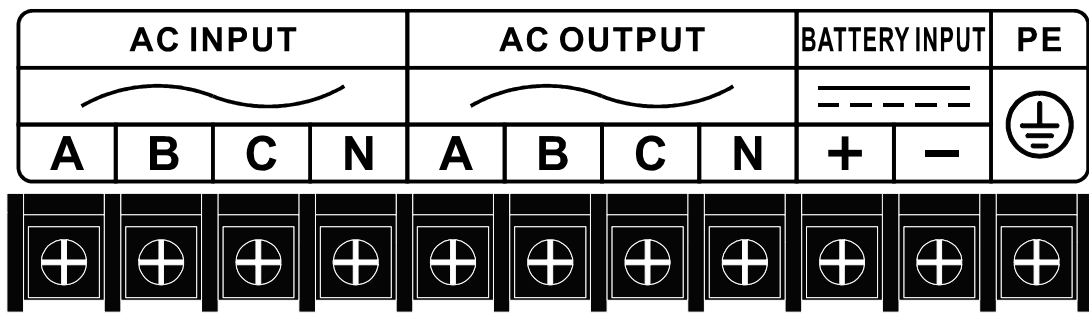 AC INPUT AC OUTPUT BATTERY INPUT PE
A B C N A B C N + −